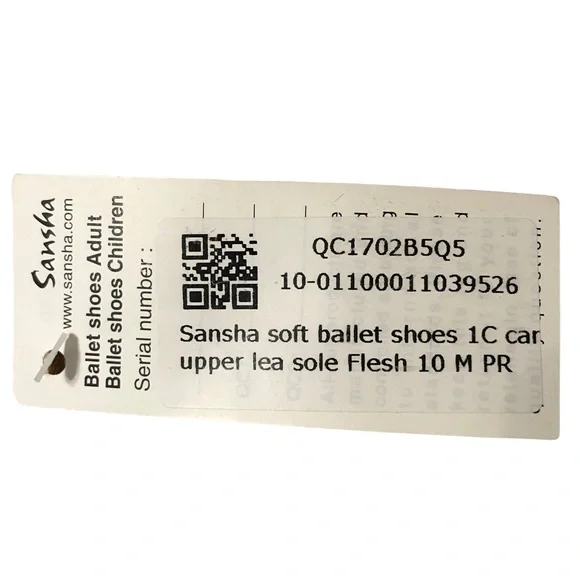 Sansha
www.sansha.com
Ballet shoes Adult
Ballet shoes Children
Serial number :
QC1702B5Q5
10-01100011039526
Sansha soft ballet shoes 1C can
upper lea sole Flesh 10 M PR